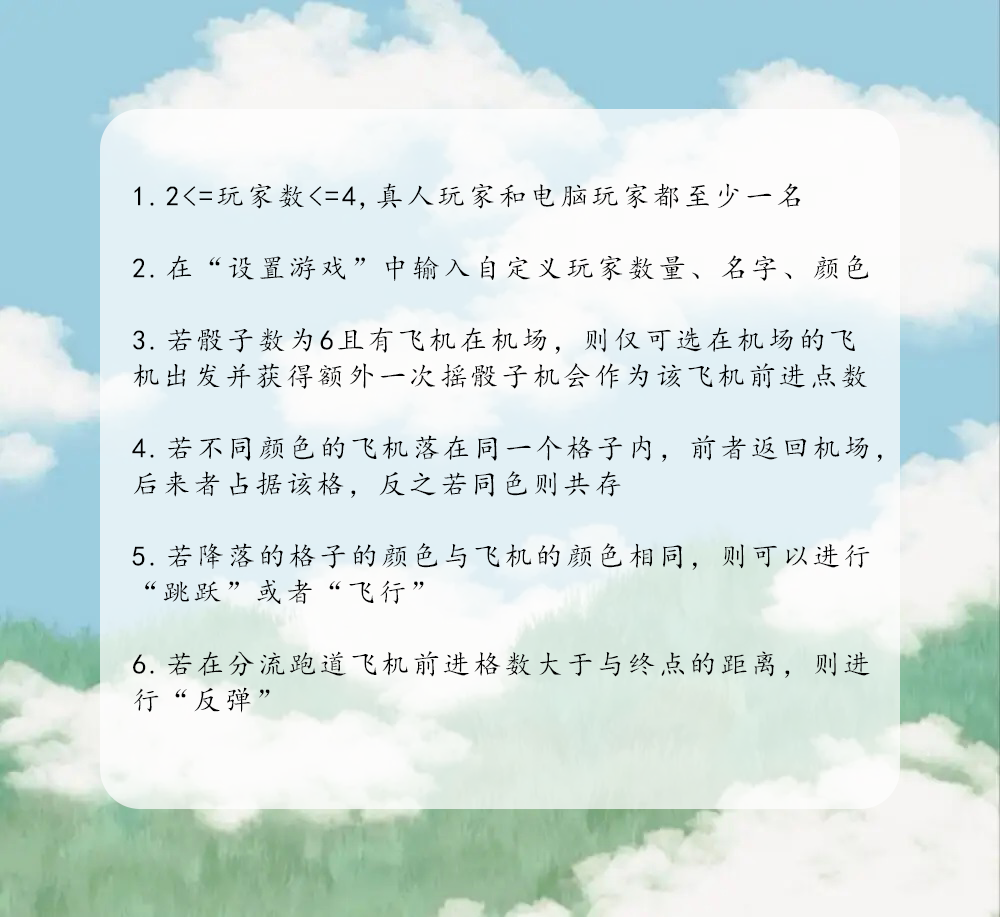 1. 2<=玩家数<=4,真人玩家和电脑玩家都至少一名
2. 在“设置游戏”中输入自定义玩家数量、名字、颜色
3. 若骰子数为6且有飞机在机场，则仅可选在机场的飞
机出发并获得额外一次摇骰子机会作为该飞机前进点数
4. 若不同颜色的飞机落在同一个格子内，前者返回机场，
后来者占据该格，反之若同色则共存
5. 若降落的格子的颜色与飞机的颜色相同，则可以进行
“跳跃”或者“飞行”
6. 若在分流跑道飞机前进格数大于与终点的距离，则进
行“反弹”